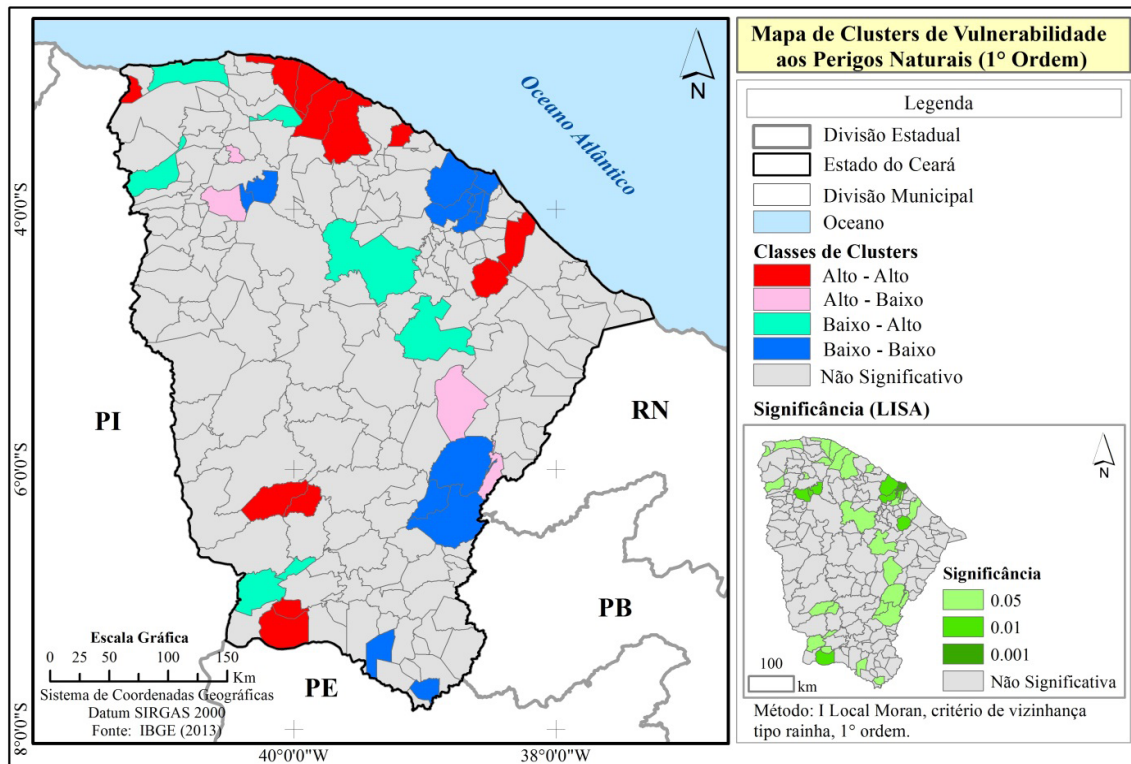 Mapa de Clusters de Vulnerabilidade
aos Perigos Naturais (1° Ordem)
Legenda
Divisão Estadual
Estado do Ceará
Divisão Municipal
Oceano
Classes de Clusters
Alto - Alto
Alto - Baixo
Baixo - Alto
Baixo - Baixo
Não Significativo
Significância (LISA)
N
Significância
0.05
0.01
0.001
Não Significativa
100
km
Método: I Local Moran, critério de vizinhança
tipo rainha, 1° ordem.
N
Oceano Atlântico
PI
RN
PB
PE
4°0'0"S
6°0'0"S
8°0'0"S
40°0'0"W
38°0'0"W
Escala Gráfica
0 25 50 100 150
Km
Sistema de Coordenadas Geográficas
Datum SIRGAS 2000
Fonte: IBGE (2013)